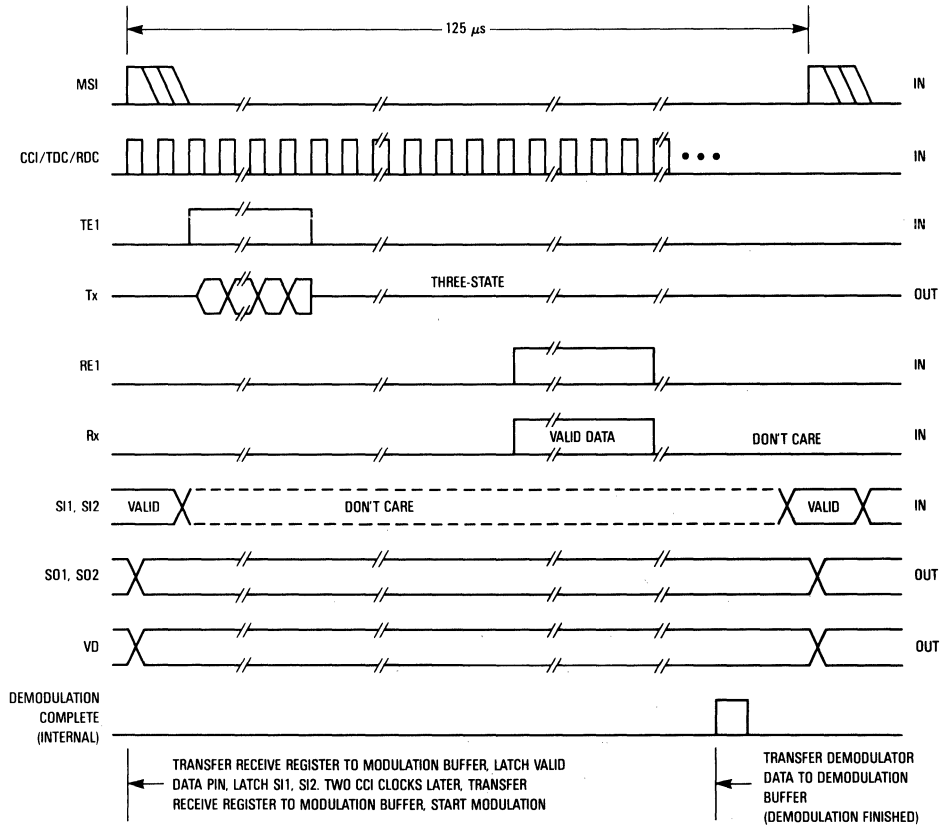 125 μs
MSI
IN
CCI/TDC/RDC
IN
TE1
IN
Tx
THREE-STATE
OUT
RE1
IN
Rx
VALID DATA
DON'T CARE
IN
SI1, SI2
VALID
DON'T CARE
VALID
IN
SO1, SO2
OUT
VD
OUT
DEMODULATION
COMPLETE
(INTERNAL)
TRANSFER RECEIVE REGISTER TO MODULATION BUFFER, LATCH VALID
DATA PIN, LATCH SI1, SI2. TWO CCI CLOCKS LATER, TRANSFER
RECEIVE REGISTER TO MODULATION BUFFER, START MODULATION
TRANSFER DEMODULATOR
DATA TO DEMODULATION
BUFFER
(DEMODULATION FINISHED)